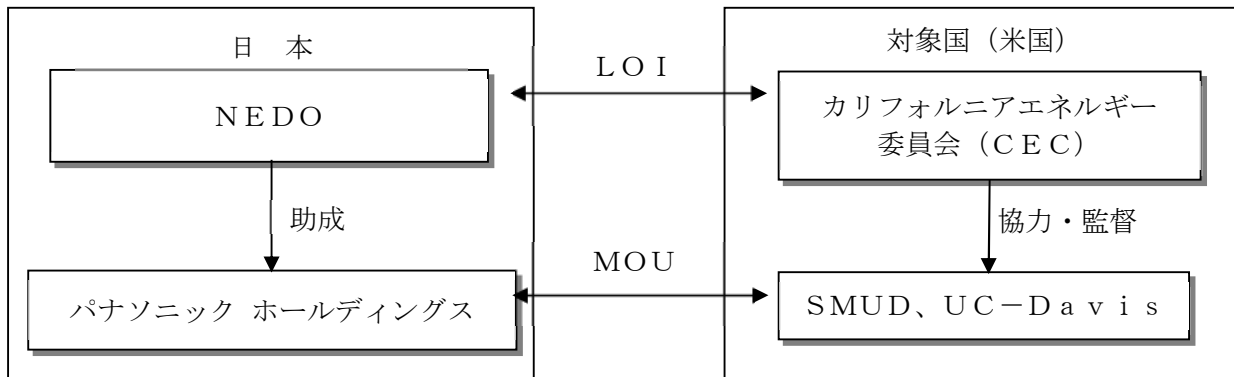 日　本
ＮＥＤＯ
助成
パナソニック ホールディングス
ＬＯＩ
ＭＯＵ
対象国（米国）
カリフォルニアエネルギー
委員会（ＣＥＣ）
協力・監督
ＳＭＵＤ、ＵＣ－Ｄａｖｉｓ